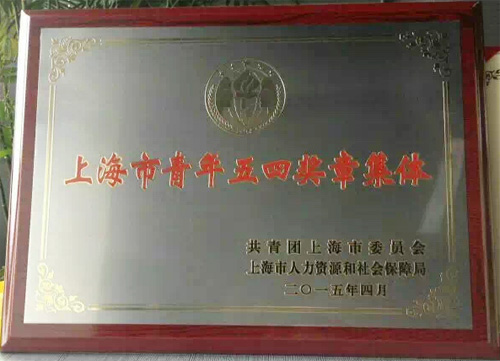 上海市青年五四奖章集体
共青团上海市委员会
上海市人力资源和社会保障局
二〇一五年四月